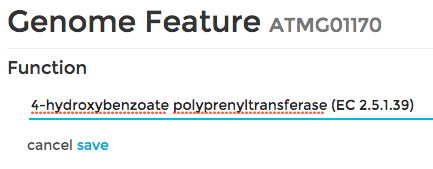 Genome Feature ATMG01170
Function
4-hydroxybenzoate polyprenyltransferase (EC 2.5.1.39)
cancel save